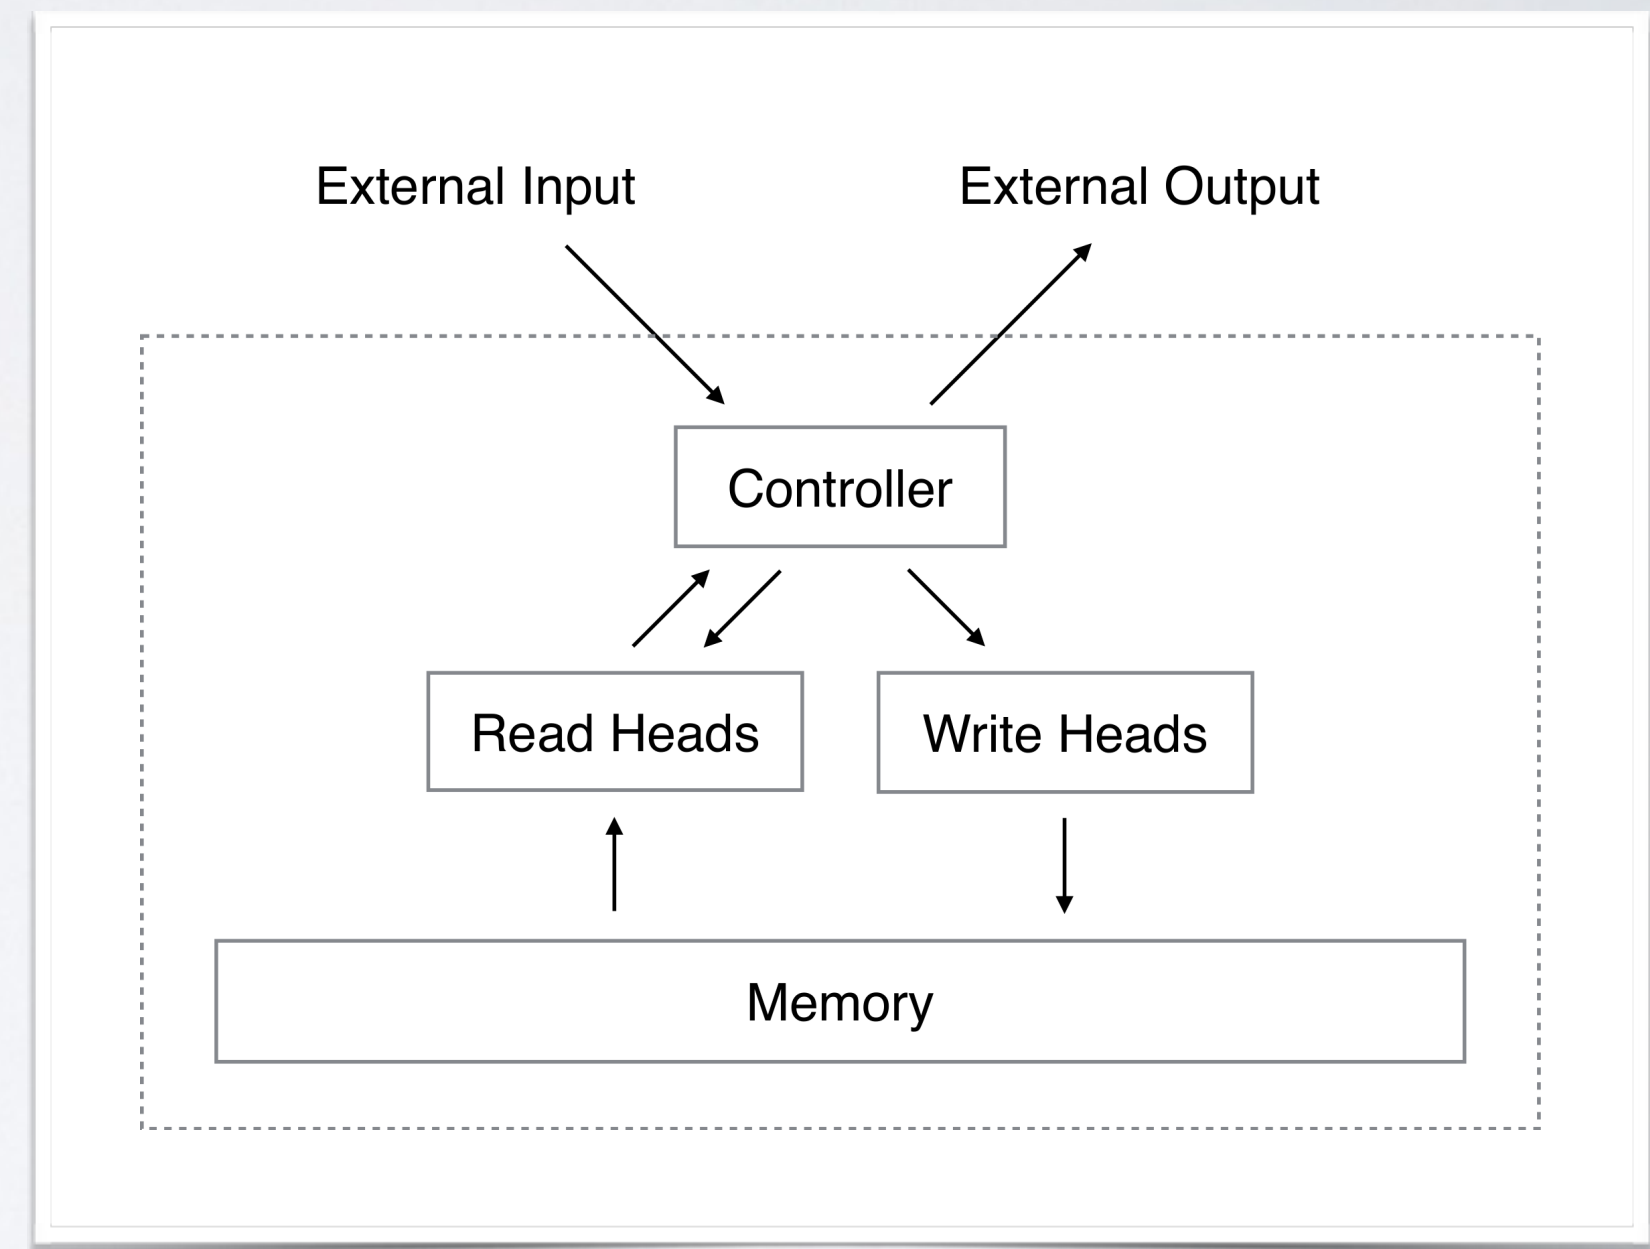 External Input
External Output
Controller
Read Heads
Write Heads
Memory